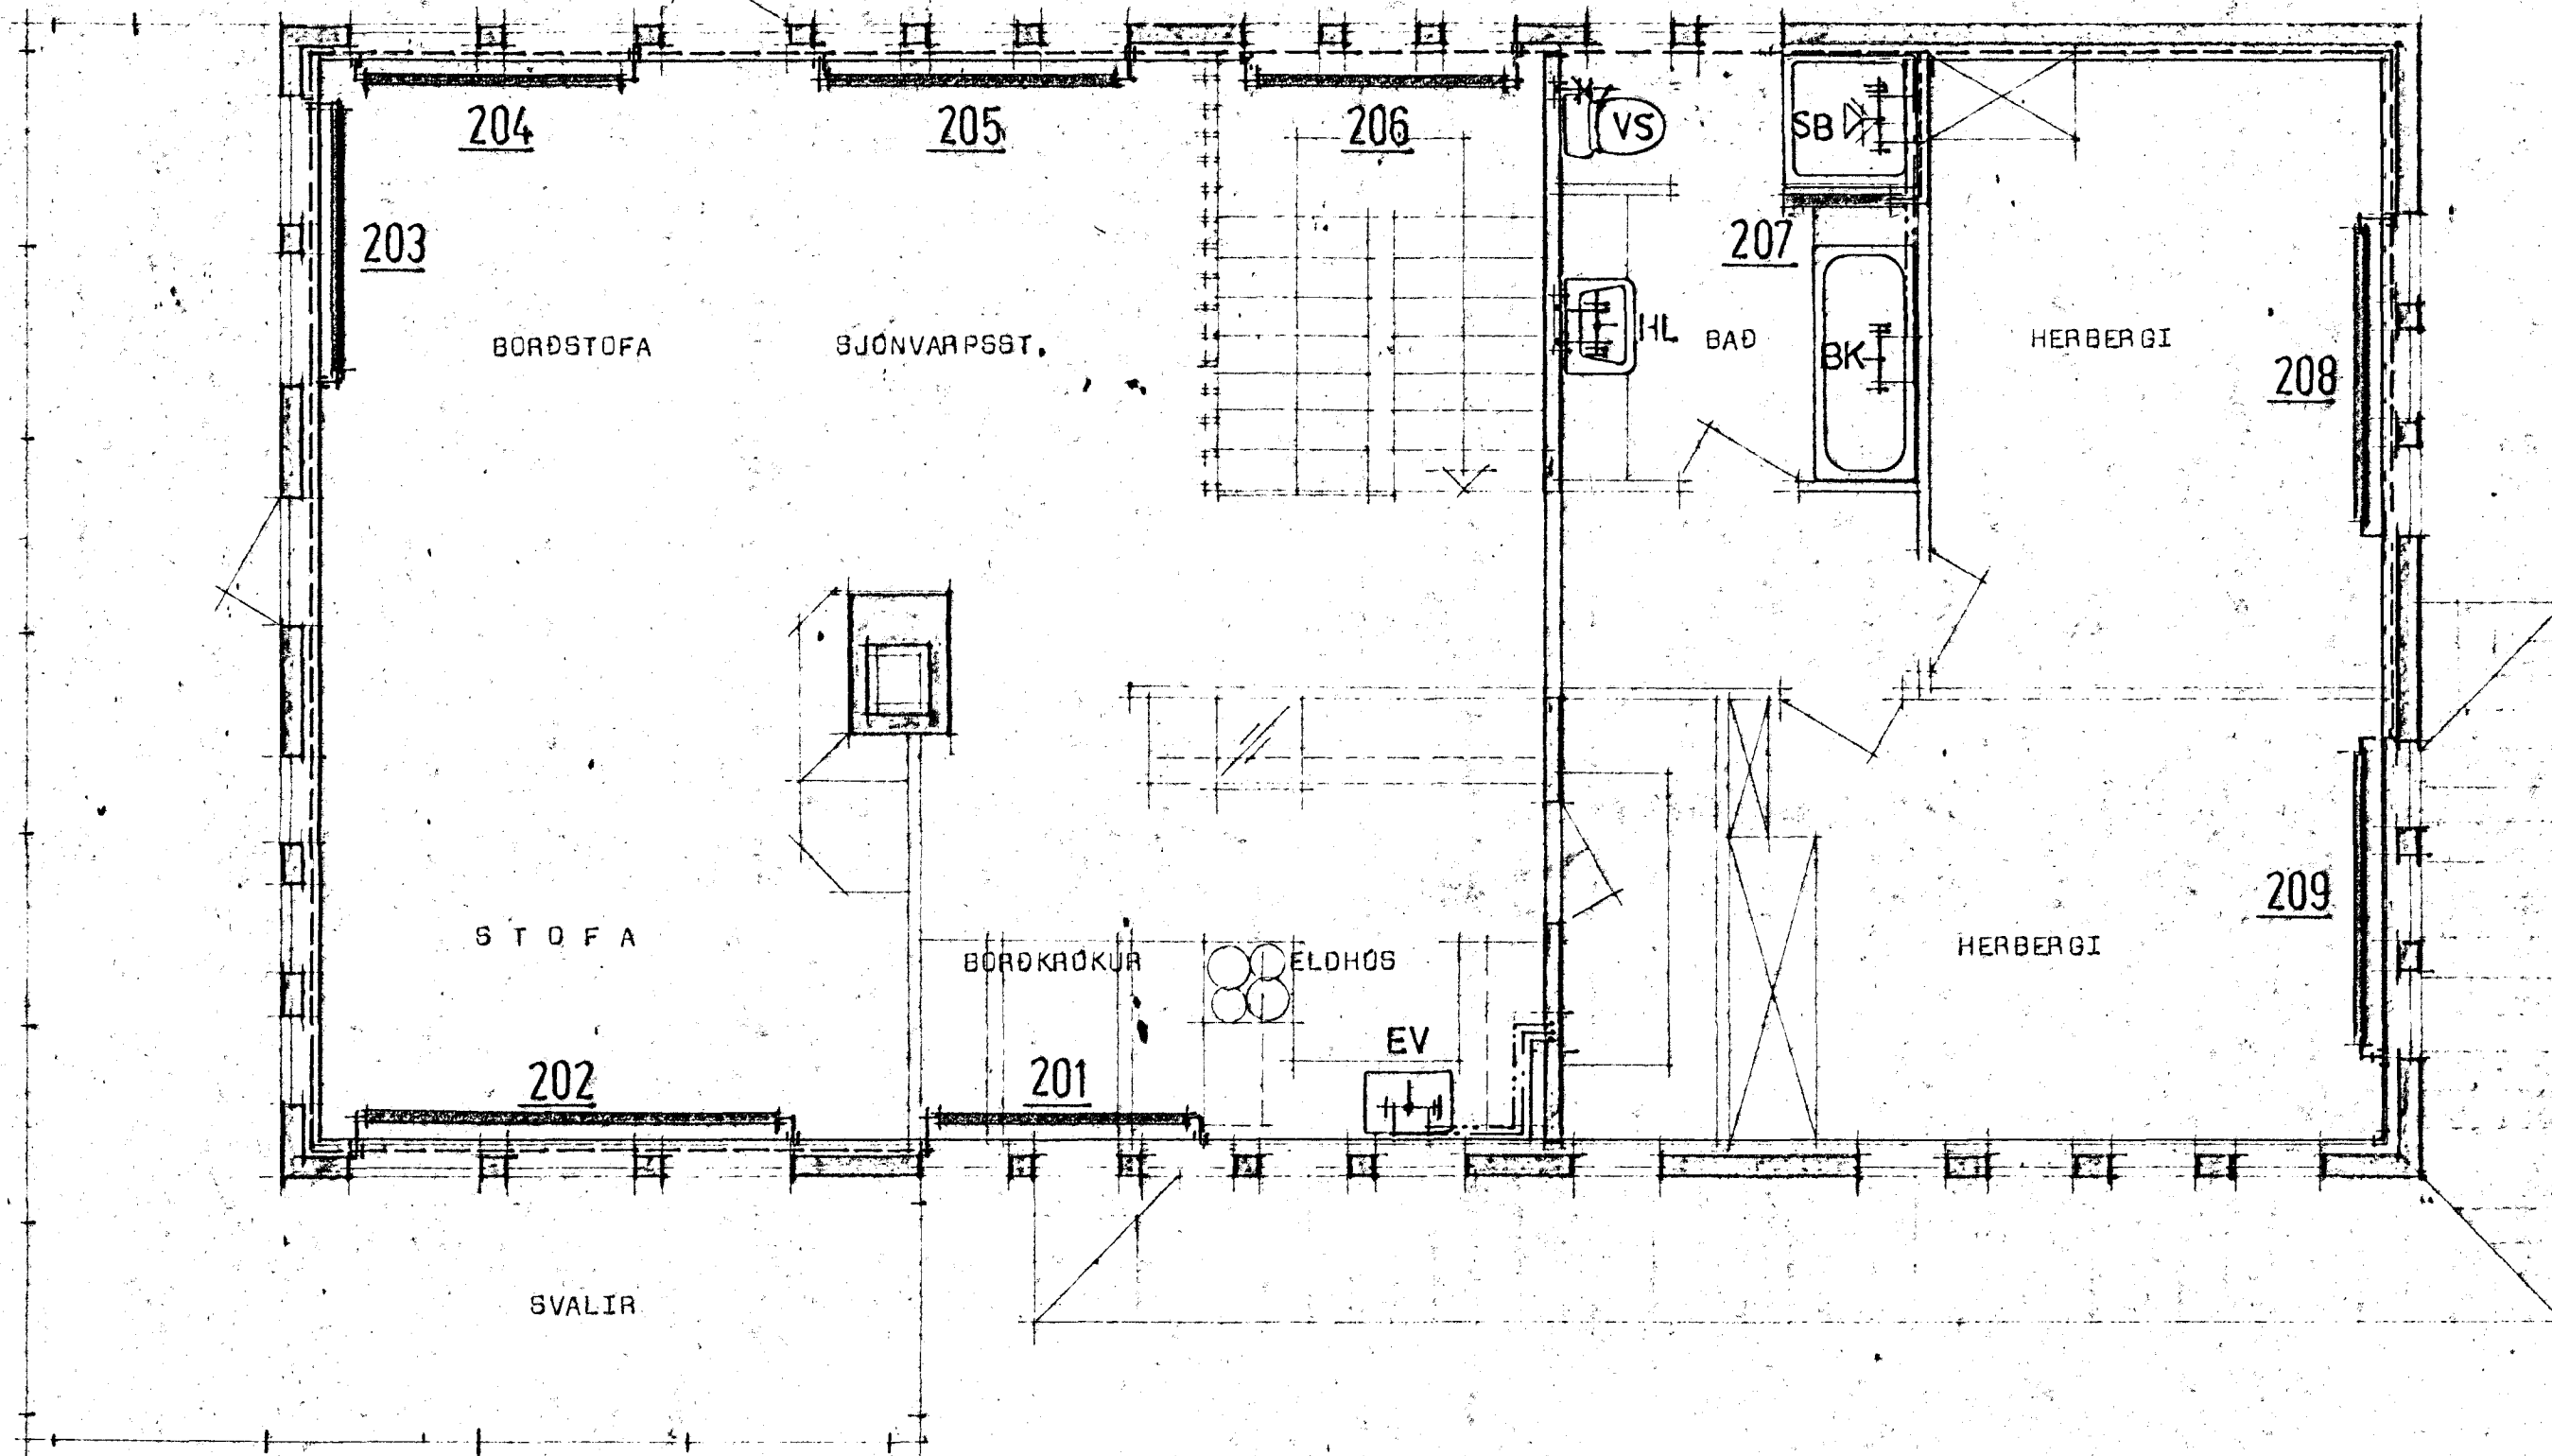 204
205
206
VS
SB
203
207
BORÐSTOFA
SJÓNVARPSST.
HL
BAÐ
BK
HERBERGI
208
209
STOFA
BORÐKRÓKUR
ELDHÚS
HERBERGI
EV
202
201
SVALIR